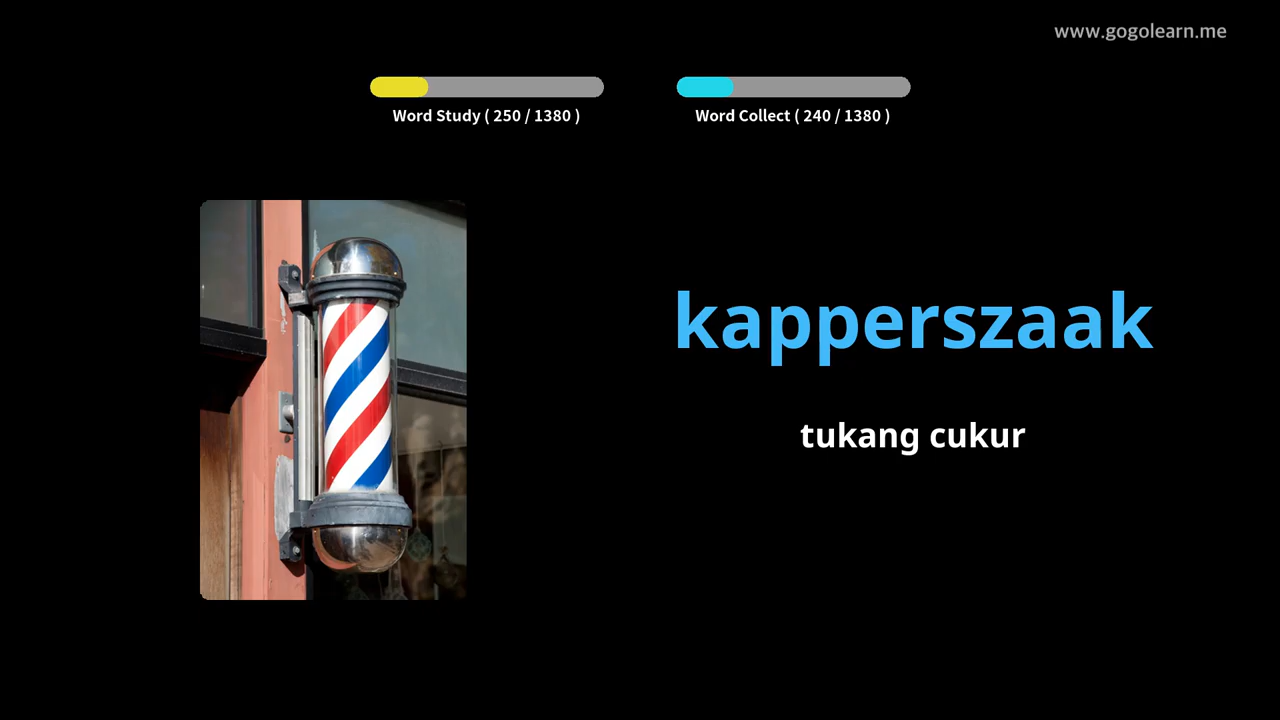 www.gogolearn.me
Word Study ( 250 / 1380 )
Word Collect ( 240 / 1380 )
kapperszaak
tukang cukur